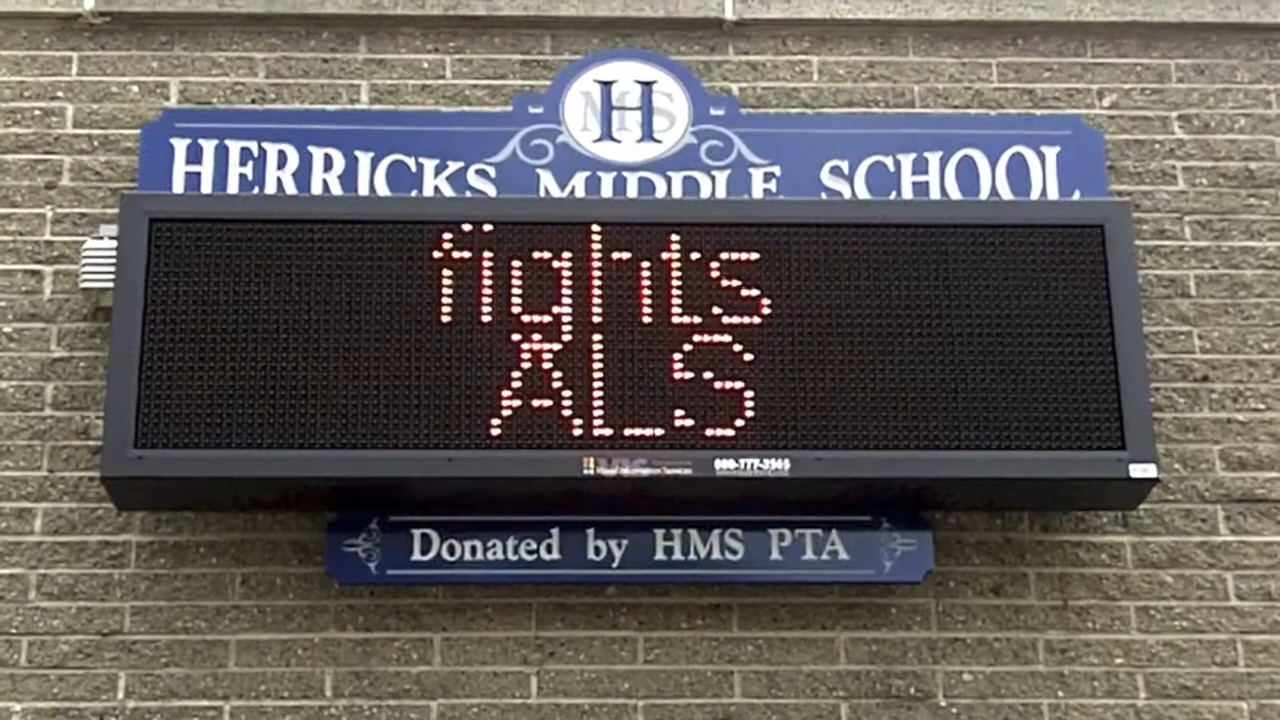 HMS
HERRICKS MIDDLE SCHOOL
fights
ALS
Donated by HMS PTA